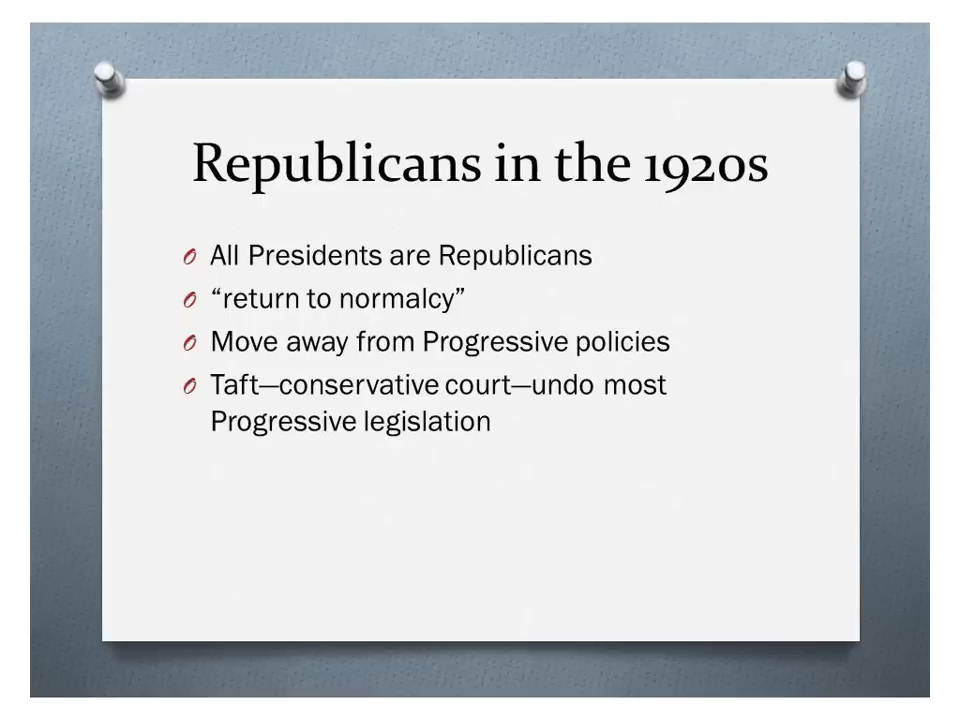 Republicans in the 1920s
All Presidents are Republicans
“return to normalcy”
Move away from Progressive policies
Taft—conservative court—undo most
Progressive legislation